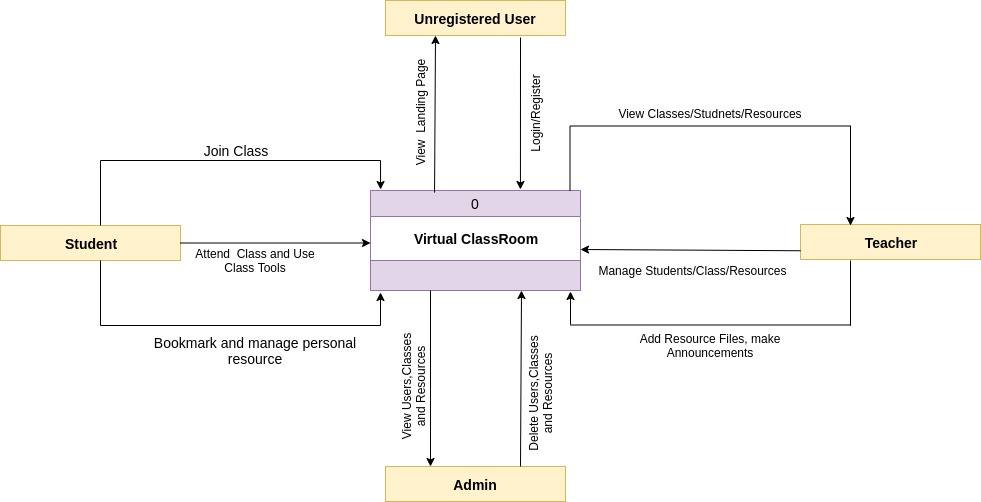 Unregistered User
View Landing Page
Login/Register
View Classes/Studnets/Resources
Join Class
0
Virtual ClassRoom
Student
Teacher
Attend Class and Use
Class Tools
Manage Students/Class/Resources
Bookmark and manage personal
resource
Add Resource Files, make
Announcements
View Users,Classes
and Resources
Delete Users,Classes
and Resources
Admin